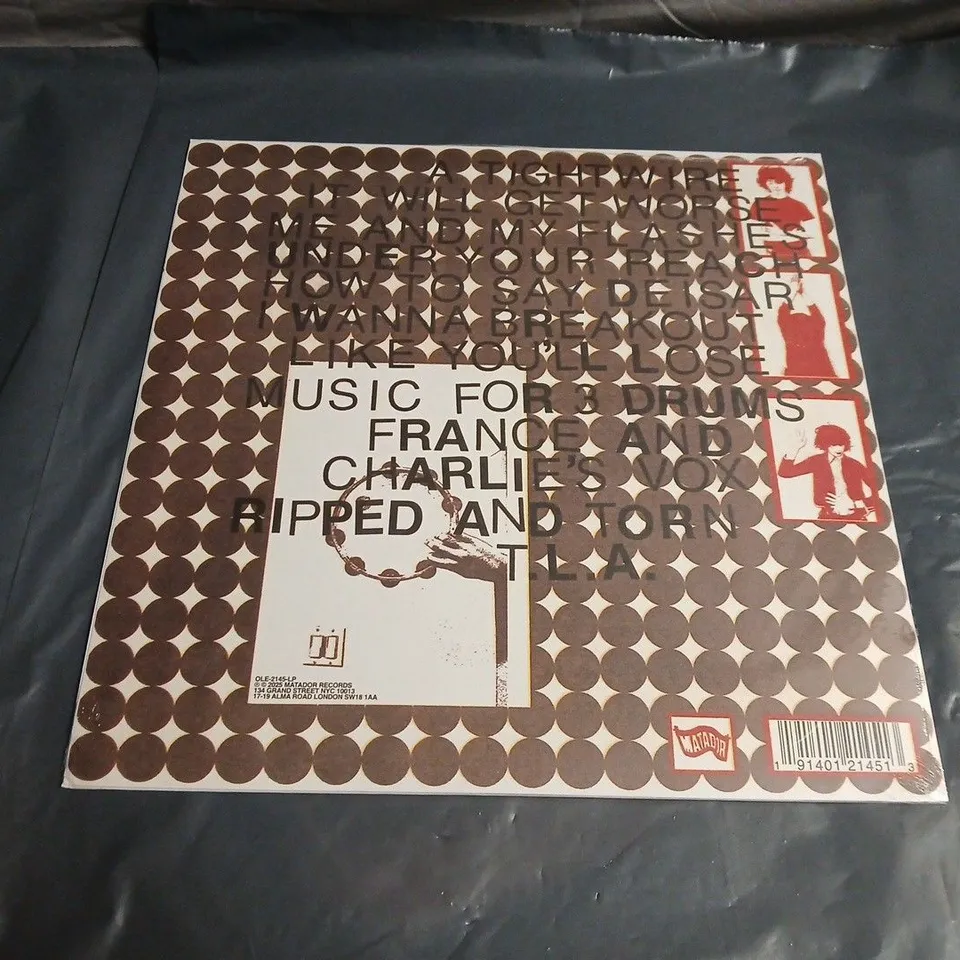 A TIGHTWIRE
IT WILL GET WORSE
ME AND MY FLASHES
UNDER YOUR REACH
HOW TO SAY DEISAR
I WANNA BREAKOUT
LIKE YOU'LL LOSE
MUSIC FOR 3 DRUMS
FRANCE AND
CHARLIE'S VOX
RIPPED AND TORN
T.L.A.
OLE-2145-LP
℗ © 2025 MATADOR RECORDS
134 GRAND STREET NYC 10013
17-19 ALMA ROAD LONDON SW18 1AA
MATADOR
1 91401 21451 3